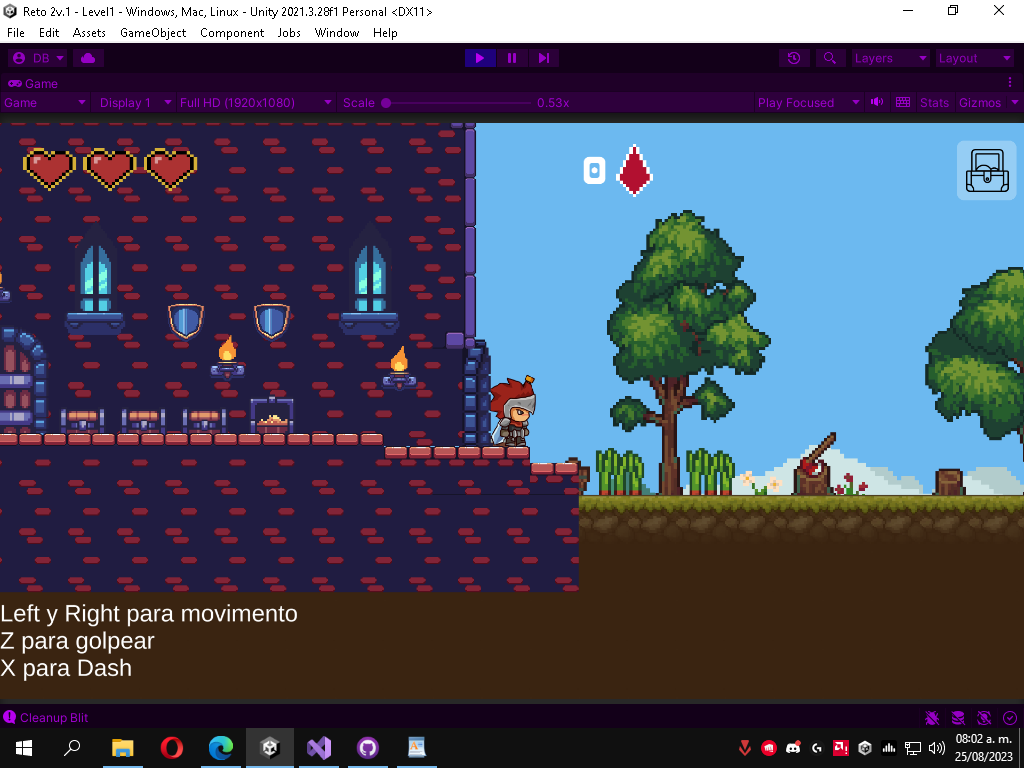 Reto 2v.1 - Level1 - Windows, Mac, Linux - Unity 2021.3.28f1 Personal <DX11>
File Edit Assets GameObject Component Jobs Window Help
DB Layers Layout
Game
Game Display 1 Full HD (1920x1080) Scale 0.53x Play Focused Stats Gizmos
Left y Right para movimento
Z para golpear
X para Dash
Cleanup Blit
08:02 a. m.
25/08/2023